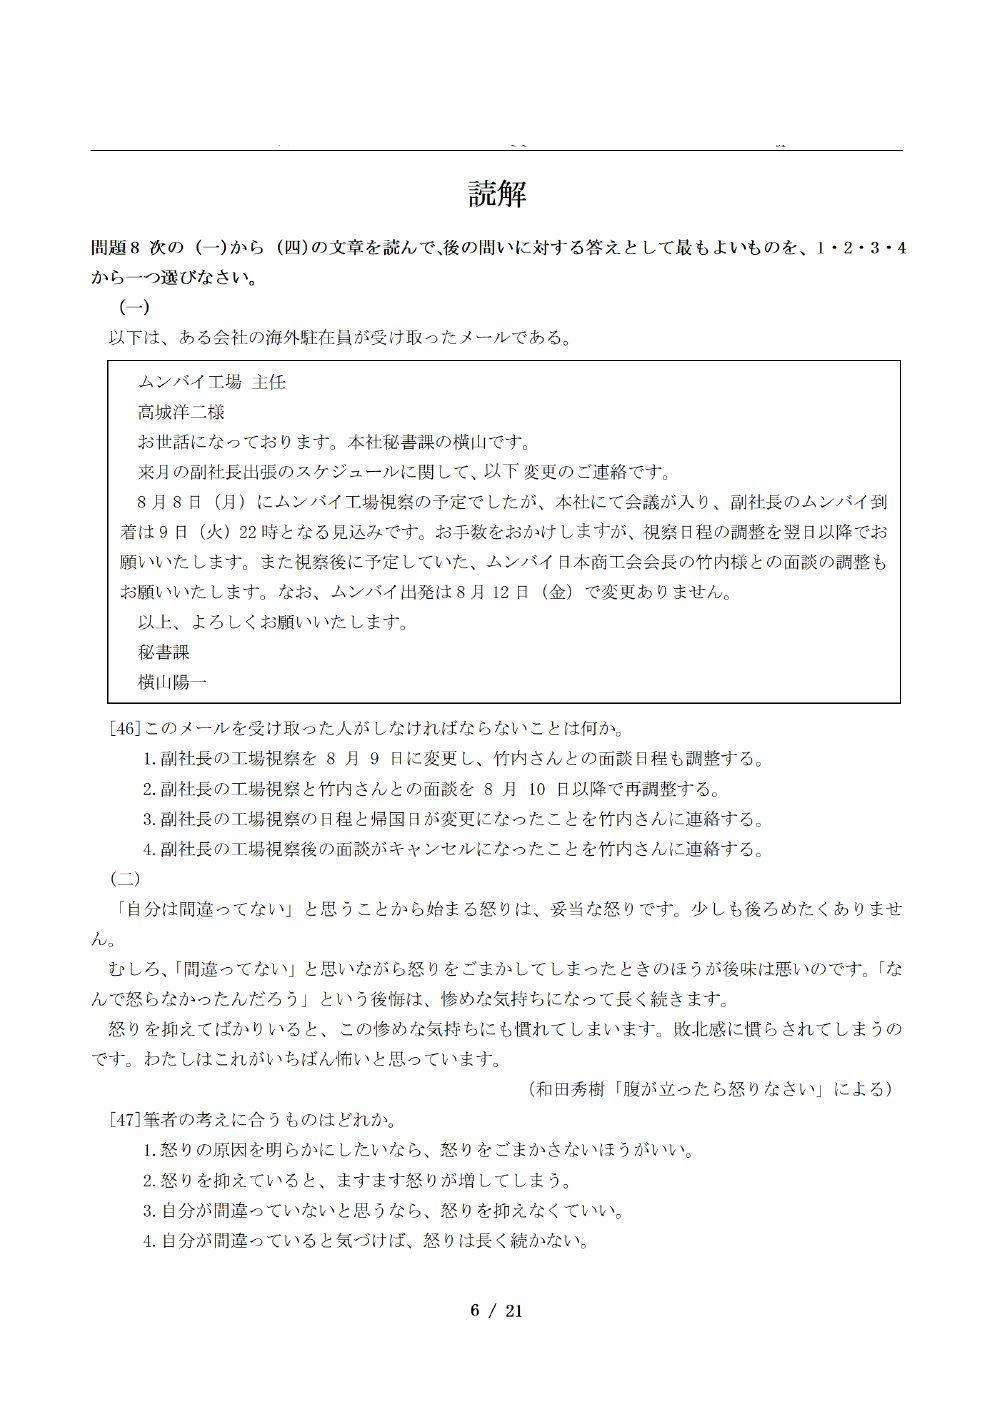 読解
問題8 次の（一）から（四）の文章を読んで、後の問いに対する答えとして最もよいものを、1・2・3・4
から一つ選びなさい。
（一）
以下は、ある会社の海外駐在員が受け取ったメールである。
ムンバイ工場 主任
高城洋二様
お世話になっております。本社秘書課の横山です。
来月の副社長出張のスケジュールに関して、以下変更のご連絡です。
8月8日（月）にムンバイ工場視察の予定でしたが、本社にて会議が入り、副社長のムンバイ到
着は9日（火）22時となる見込みです。お手数をおかけしますが、視察日程の調整を翌日以降でお
願いいたします。また視察後に予定していた、ムンバイ日本商工会会長の竹内様との面談の調整も
お願いいたします。なお、ムンバイ出発は8月12日（金）で変更ありません。
以上、よろしくお願いいたします。
秘書課
横山陽一
[46]このメールを受け取った人がしなければならないことは何か。
1.副社長の工場視察を 8 月 9 日に変更し、竹内さんとの面談日程も調整する。
2.副社長の工場視察と竹内さんとの面談を 8 月 10 日以降で再調整する。
3.副社長の工場視察の日程と帰国日が変更になったことを竹内さんに連絡する。
4.副社長の工場視察後の面談がキャンセルになったことを竹内さんに連絡する。
（二）
「自分は間違ってない」と思うことから始まる怒りは、妥当な怒りです。少しも後ろめたくありませ
ん。
むしろ、「間違ってない」と思いながら怒りをごまかしてしまったときのほうが後味は悪いのです。「な
んで怒らなかったんだろう」という後悔は、惨めな気持ちになって長く続きます。
怒りを抑えてばかりいると、この惨めな気持ちにも慣れてしまいます。敗北感に慣らされてしまうの
です。わたしはこれがいちばん怖いと思っています。
（和田秀樹「腹が立ったら怒りなさい」による）
[47]筆者の考えに合うものはどれか。
1.怒りの原因を明らかにしたいなら、怒りをごまかさないほうがいい。
2.怒りを抑えていると、ますます怒りが増してしまう。
3.自分が間違っていないと思うなら、怒りを抑えなくていい。
4.自分が間違っていると気づけば、怒りは長く続かない。
6 / 21